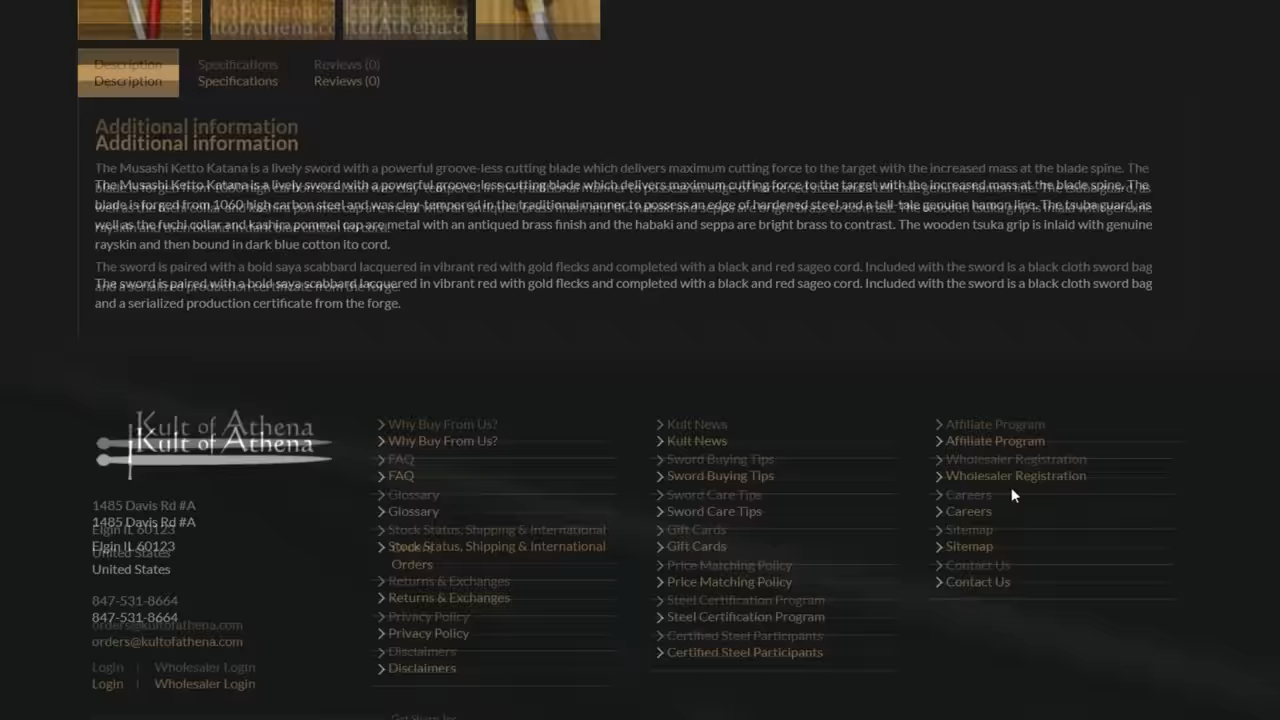 Description Specifications Reviews (0)
Additional information
The Musashi Ketto Katana is a lively sword with a powerful groove-less cutting blade which delivers maximum cutting force to the target with the increased mass at the blade spine. The
blade is forged from 1060 high carbon steel and was clay-tempered in the traditional manner to possess an edge of hardened steel and a tell-tale genuine hamon line. The tsuba guard, as
well as the fuchi collar and kashira pommel cap are metal with an antiqued brass finish and the habaki and seppa are bright brass to contrast. The wooden tsuka grip is inlaid with genuine
rayskin and then bound in dark blue cotton ito cord.
The sword is paired with a bold saya scabbard lacquered in vibrant red with gold flecks and completed with a black and red sageo cord. Included with the sword is a black cloth sword bag
and a serialized production certificate from the forge.
Kult of Athena
1485 Davis Rd #A
Elgin IL 60123
United States
847-531-8664
orders@kultofathena.com
Login | Wholesaler Login
Why Buy From Us?
FAQ
Glossary
Stock Status, Shipping & International
Orders
Returns & Exchanges
Privacy Policy
Disclaimers
Kult News
Sword Buying Tips
Sword Care Tips
Gift Cards
Price Matching Policy
Steel Certification Program
Certified Steel Participants
Affiliate Program
Wholesaler Registration
Careers
Sitemap
Contact Us